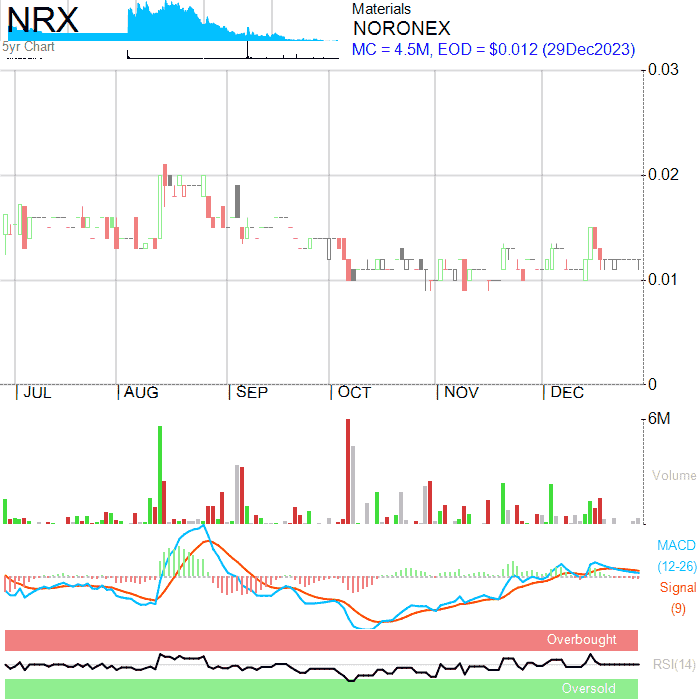 NRX
5yr Chart
Materials
NORONEX
MC = 4.5M, EOD = $0.012 (29Dec2023)
0.03
0.02
0.01
0
JUL AUG SEP OCT NOV DEC
6M
Volume
MACD
(12-26)
Signal
(9)
Overbought
RSI(14)
Oversold